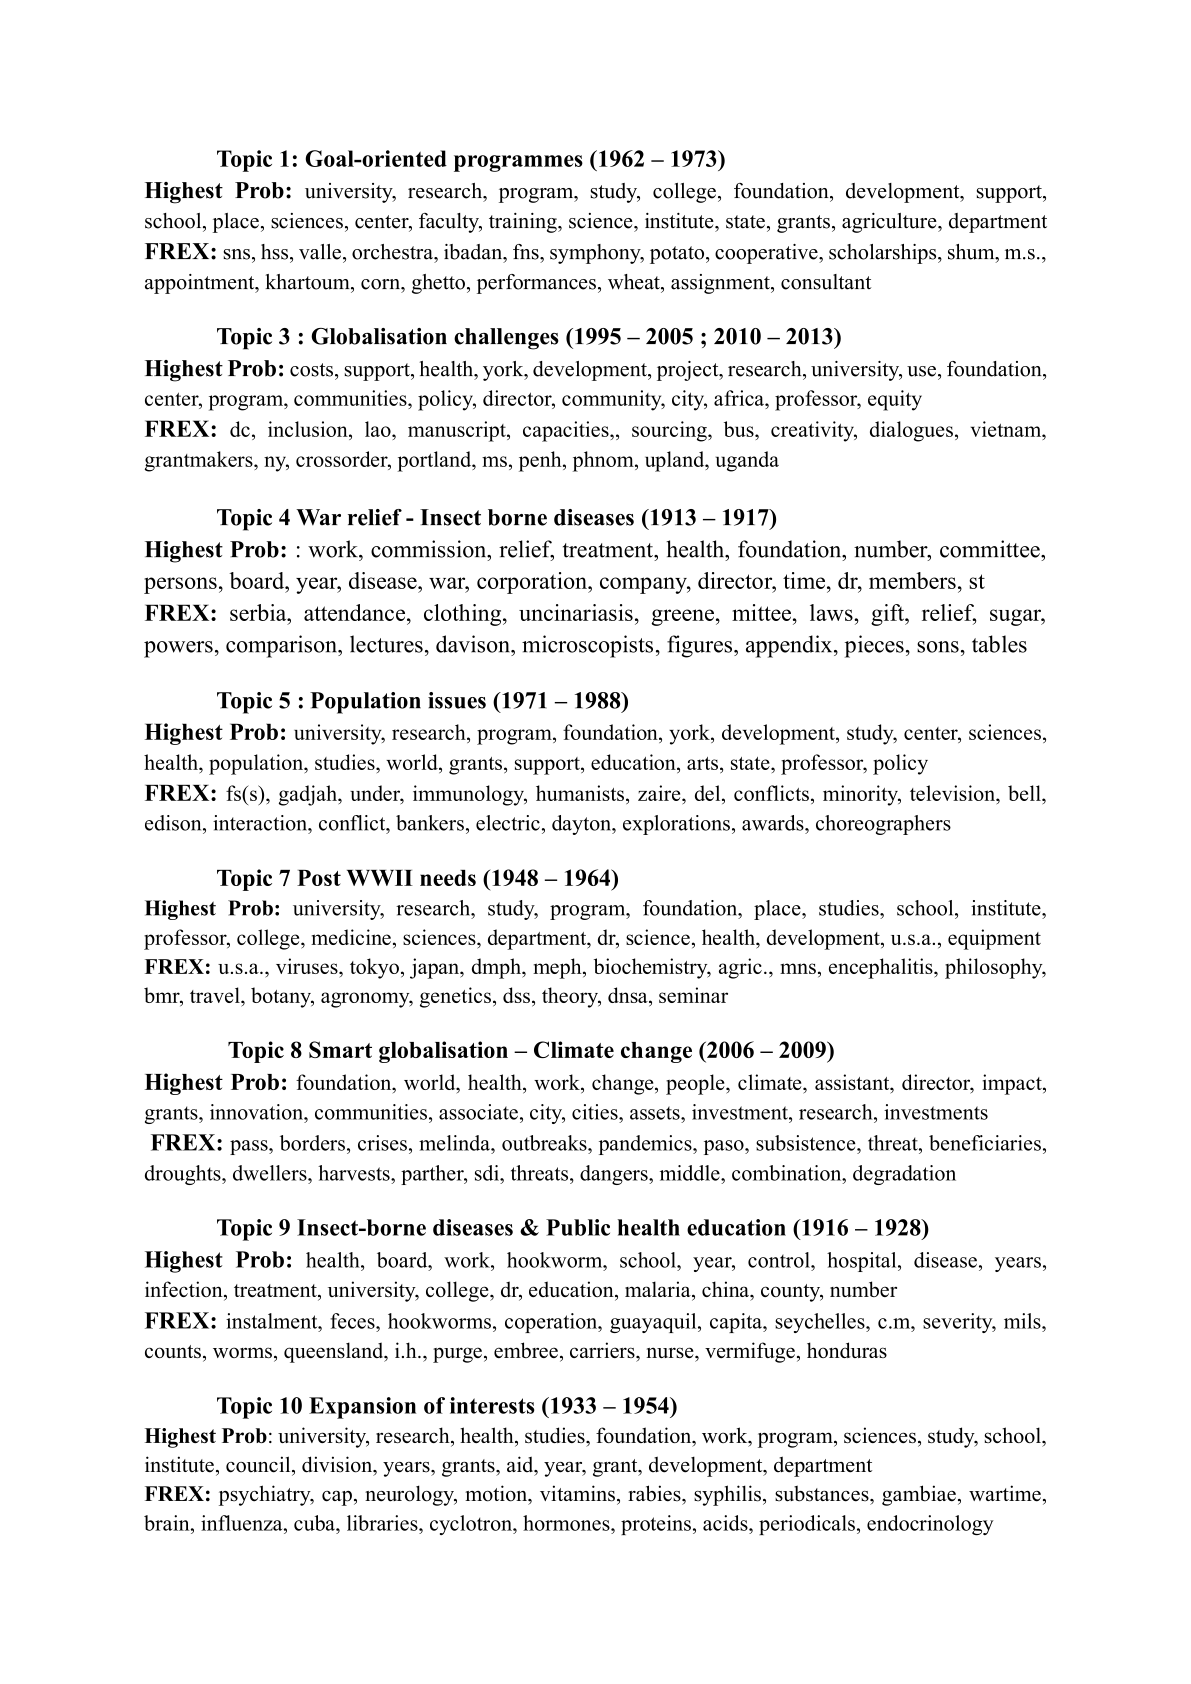 Topic 1: Goal-oriented programmes (1962 – 1973)
Highest Prob: university, research, program, study, college, foundation, development, support,
school, place, sciences, center, faculty, training, science, institute, state, grants, agriculture, department
FREX: sns, hss, valle, orchestra, ibadan, fns, symphony, potato, cooperative, scholarships, shum, m.s.,
appointment, khartoum, corn, ghetto, performances, wheat, assignment, consultant
Topic 3 : Globalisation challenges (1995 – 2005 ; 2010 – 2013)
Highest Prob: costs, support, health, york, development, project, research, university, use, foundation,
center, program, communities, policy, director, community, city, africa, professor, equity
FREX: dc, inclusion, lao, manuscript, capacities,, sourcing, bus, creativity, dialogues, vietnam,
grantmakers, ny, crossorder, portland, ms, penh, phnom, upland, uganda
Topic 4 War relief - Insect borne diseases (1913 – 1917)
Highest Prob: : work, commission, relief, treatment, health, foundation, number, committee,
persons, board, year, disease, war, corporation, company, director, time, dr, members, st
FREX: serbia, attendance, clothing, uncinariasis, greene, mittee, laws, gift, relief, sugar,
powers, comparison, lectures, davison, microscopists, figures, appendix, pieces, sons, tables
Topic 5 : Population issues (1971 – 1988)
Highest Prob: university, research, program, foundation, york, development, study, center, sciences,
health, population, studies, world, grants, support, education, arts, state, professor, policy
FREX: fs(s), gadjah, under, immunology, humanists, zaire, del, conflicts, minority, television, bell,
edison, interaction, conflict, bankers, electric, dayton, explorations, awards, choreographers
Topic 7 Post WWII needs (1948 – 1964)
Highest Prob: university, research, study, program, foundation, place, studies, school, institute,
professor, college, medicine, sciences, department, dr, science, health, development, u.s.a., equipment
FREX: u.s.a., viruses, tokyo, japan, dmph, meph, biochemistry, agric., mns, encephalitis, philosophy,
bmr, travel, botany, agronomy, genetics, dss, theory, dnsa, seminar
Topic 8 Smart globalisation – Climate change (2006 – 2009)
Highest Prob: foundation, world, health, work, change, people, climate, assistant, director, impact,
grants, innovation, communities, associate, city, cities, assets, investment, research, investments
FREX: pass, borders, crises, melinda, outbreaks, pandemics, paso, subsistence, threat, beneficiaries,
droughts, dwellers, harvests, parther, sdi, threats, dangers, middle, combination, degradation
Topic 9 Insect-borne diseases & Public health education (1916 – 1928)
Highest Prob: health, board, work, hookworm, school, year, control, hospital, disease, years,
infection, treatment, university, college, dr, education, malaria, china, county, number
FREX: instalment, feces, hookworms, coperation, guayaquil, capita, seychelles, c.m, severity, mils,
counts, worms, queensland, i.h., purge, embree, carriers, nurse, vermifuge, honduras
Topic 10 Expansion of interests (1933 – 1954)
Highest Prob: university, research, health, studies, foundation, work, program, sciences, study, school,
institute, council, division, years, grants, aid, year, grant, development, department
FREX: psychiatry, cap, neurology, motion, vitamins, rabies, syphilis, substances, gambiae, wartime,
brain, influenza, cuba, libraries, cyclotron, hormones, proteins, acids, periodicals, endocrinology